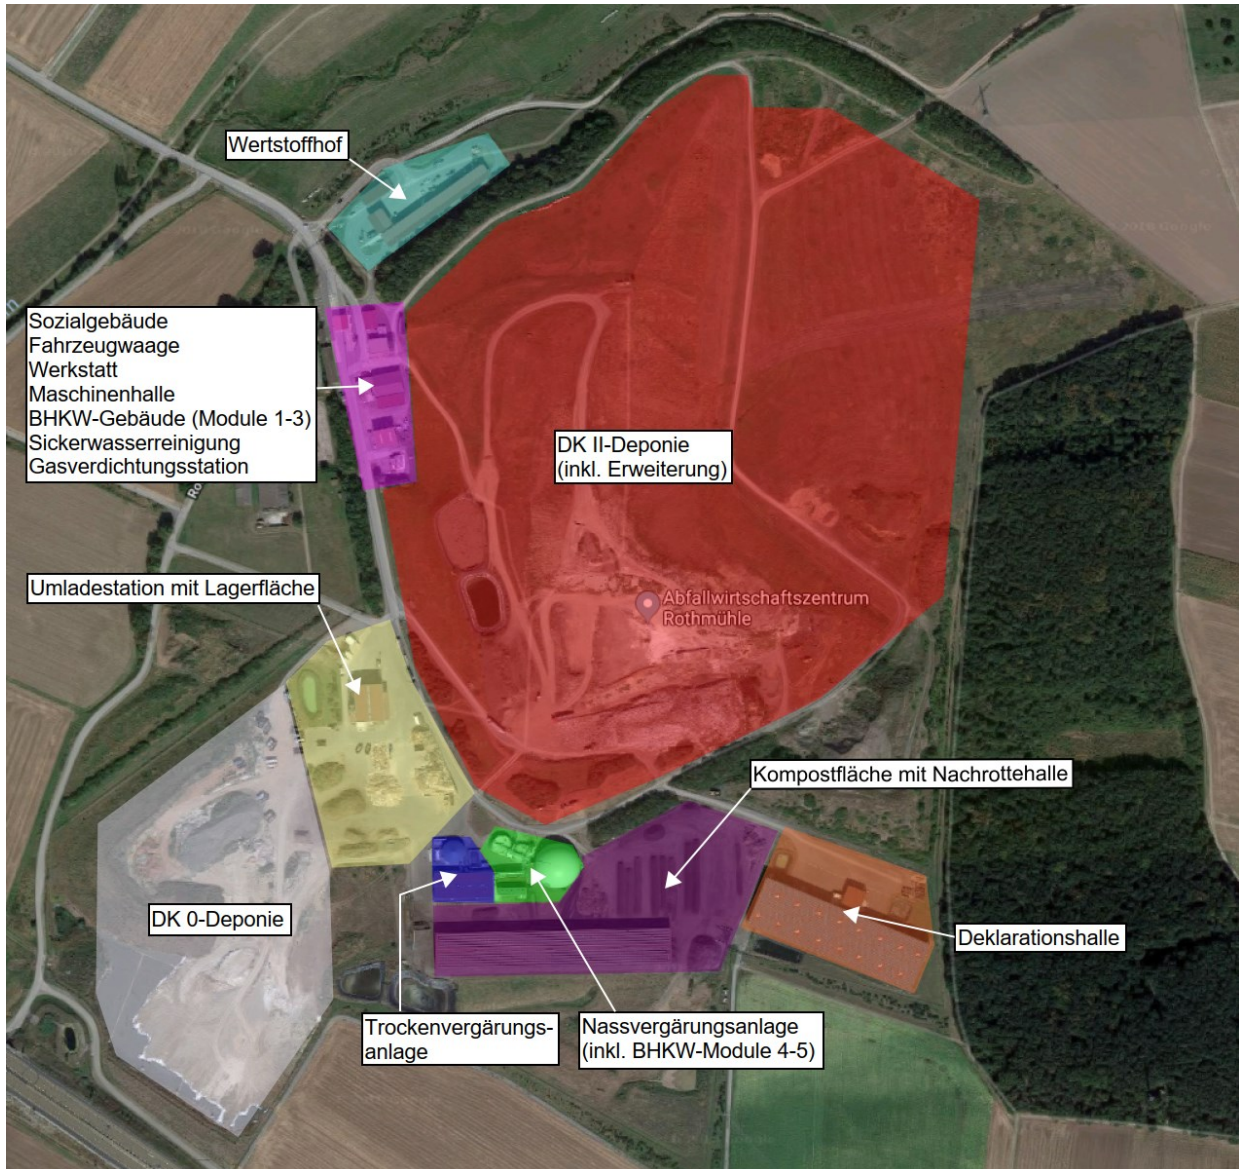 Wertstoffhof
Sozialgebäude
Fahrzeugwaage
Werkstatt
Maschinenhalle
BHKW-Gebäude (Module 1-3)
Sickerwasserreinigung
Gasverdichtungsstation
DK II-Deponie
(inkl. Erweiterung)
Umladestation mit Lagerfläche
Abfallwirtschaftszentrum
Rothmühle
Kompostfläche mit Nachrottehalle
DK 0-Deponie
Deklarationshalle
Trockenvergärungs-
anlage
Nassvergärungsanlage
(inkl. BHKW-Module 4-5)